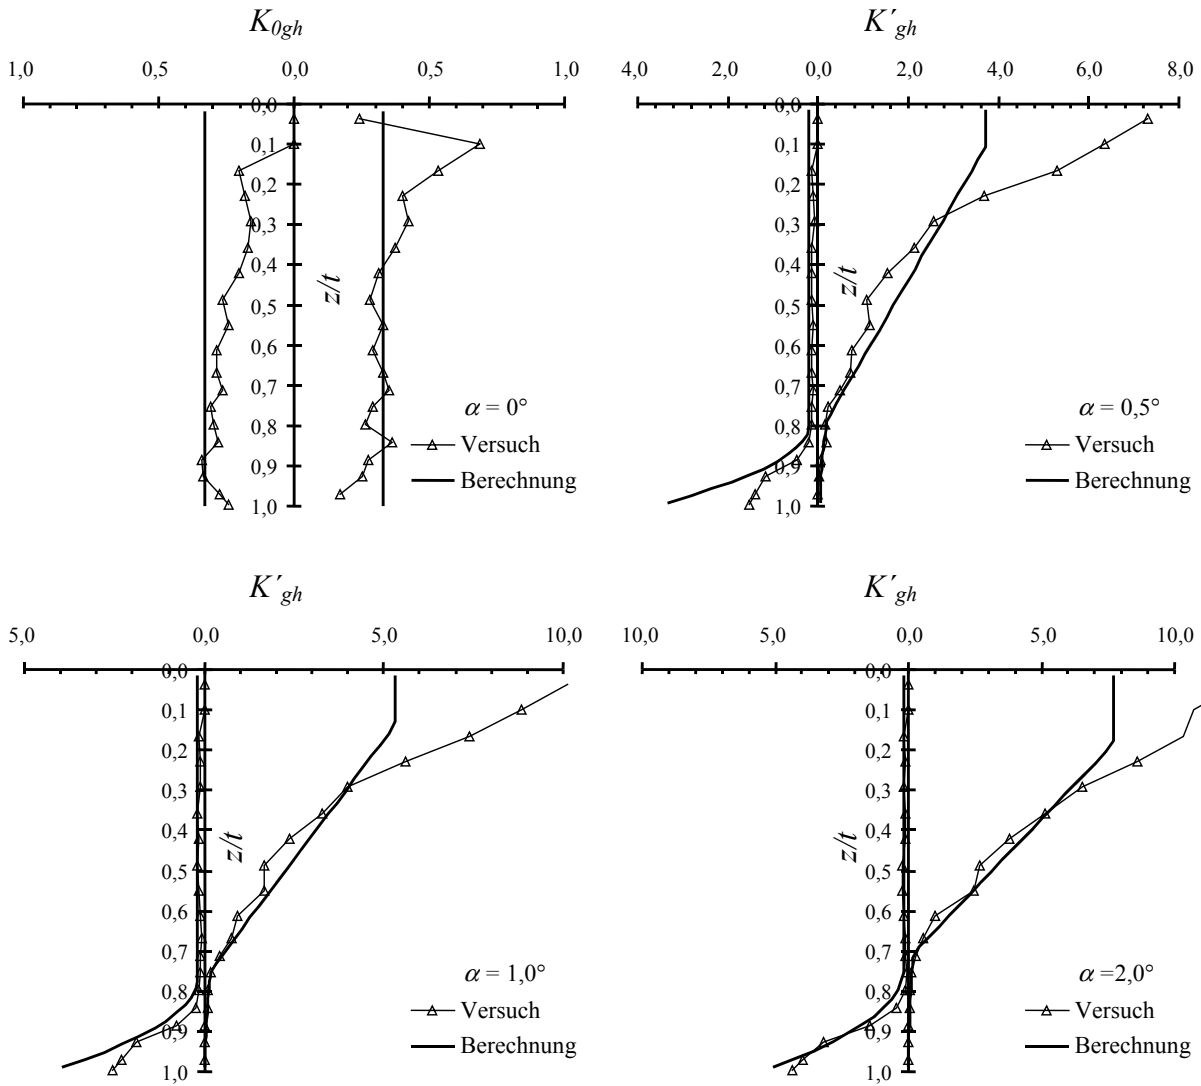 K0gh
1,0 0,5 0,0 0,5 1,0
0,0
0,1
0,2
0,3
0,4
0,5
0,6
0,7
0,8
0,9
1,0
z/t
α = 0°
Versuch
Berechnung
K´gh
4,0 2,0 0,0 2,0 4,0 6,0 8,0
0,0
0,1
0,2
0,3
0,4
0,5
0,6
0,7
0,8
0,9
1,0
z/t
α = 0,5°
Versuch
Berechnung
K´gh
5,0 0,0 5,0 10,0
0,0
0,1
0,2
0,3
0,4
0,5
0,6
0,7
0,8
0,9
1,0
z/t
α = 1,0°
Versuch
Berechnung
K´gh
10,0 5,0 0,0 5,0 10,0
0,0
0,1
0,2
0,3
0,4
0,5
0,6
0,7
0,8
0,9
1,0
z/t
α =2,0°
Versuch
Berechnung